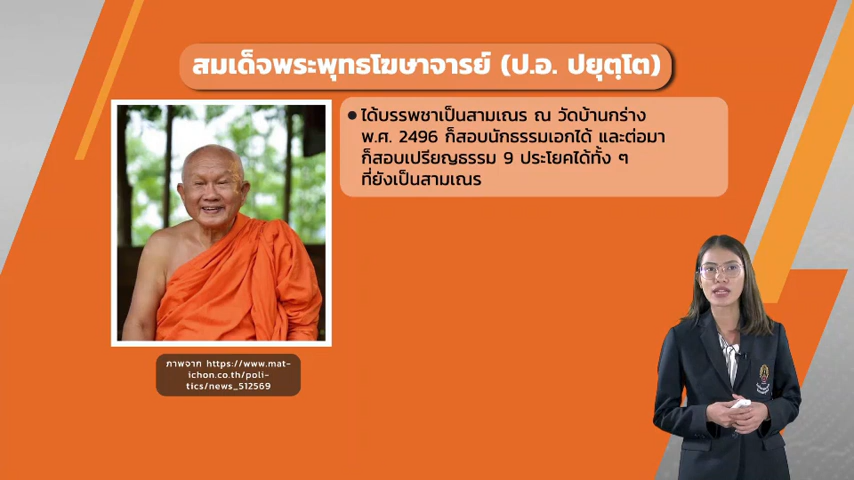 สมเด็จพระพุทธโฆษาจารย์ (ป.อ. ปยุตฺโต)
ได้บรรพชาเป็นสามเณร ณ วัดบ้านกร่าง
พ.ศ. 2496 ก็สอบนักธรรมเอกได้ และต่อมา
ก็สอบเปรียญธรรม 9 ประโยคได้ทั้ง ๆ
ที่ยังเป็นสามเณร
ภาพจาก https://www.mat-
ichon.co.th/poli-
tics/news_512569